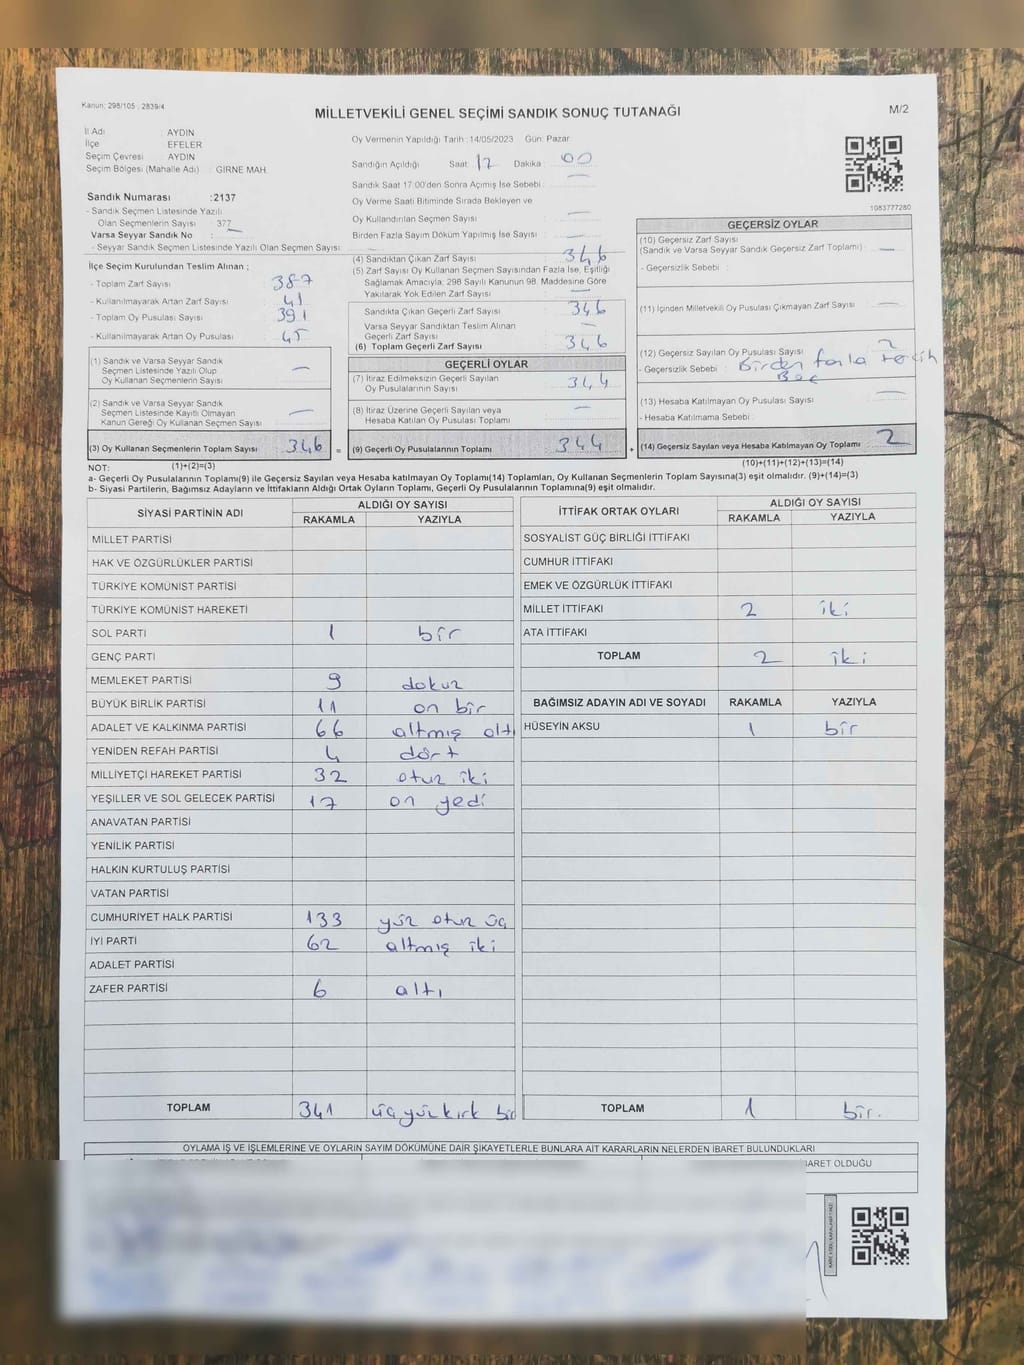 Kanun; 298/105 , 2839/4
MİLLETVEKİLİ GENEL SEÇİMİ SANDIK SONUÇ TUTANAĞI
M/2
İl Adı : AYDIN
İlçe : EFELER
Seçim Çevresi : AYDIN
Seçim Bölgesi (Mahalle Adı) : GİRNE MAH.
Oy Vermenin Yapıldığı Tarih : 14/05/2023 Gün: Pazar
Sandığın Açıldığı Saat : 17 Dakika : 00
Sandık Saat 17:00'den Sonra Açımış İse Sebebi :
Oy Verme Saati Bitiminde Sırada Bekleyen ve
Oy Kullandırılan Seçmen Sayısı : —
Birden Fazla Sayım Döküm Yapılmış İse Sayısı : —
1083777280
Sandık Numarası :2137
- Sandık Seçmen Listesinde Yazılı
Olan Seçmenlerin Sayısı : 377
Varsa Seyyar Sandık No : —
- Seyyar Sandık Seçmen Listesinde Yazılı Olan Seçmen Sayısı : —
İlçe Seçim Kurulundan Teslim Alınan ;
- Toplam Zarf Sayısı : 387
- Kullanılmayarak Artan Zarf Sayısı : 41
- Toplam Oy Pusulası Sayısı : 391
- Kullanılmayarak Artan Oy Pusulası : 45
(1) Sandık ve Varsa Seyyar Sandık
Seçmen Listesinde Yazılı Olup
Oy Kullanan Seçmenlerin Sayısı : —
(2) Sandık ve Varsa Seyyar Sandık
Seçmen Listesinde Kayıtlı Olmayan
Kanun Gereği Oy Kullanan Seçmen Sayısı : —
(3) Oy Kullanan Seçmenlerin Toplam Sayısı : 346
(4) Sandıktan Çıkan Zarf Sayısı : 346
(5) Zarf Sayısı Oy Kullanan Seçmen Sayısından Fazla İse, Eşitliği
Sağlamak Amacıyla; 298 Sayılı Kanunun 98. Maddesine Göre
Yakılarak Yok Edilen Zarf Sayısı : —
Sandıkta Çıkan Geçerli Zarf Sayısı : 346
Varsa Seyyar Sandıktan Teslim Alınan
Geçerli Zarf Sayısı : —
(6) Toplam Geçerli Zarf Sayısı : 346
GEÇERLİ OYLAR
(7) İtiraz Edilmeksizin Geçerli Sayılan
Oy Pusulalarının Sayısı : 344
(8) İtiraz Üzerine Geçerli Sayılan veya
Hesaba Katılan Oy Pusulası Toplamı : —
= (9) Geçerli Oy Pusulalarının Toplamı : 344
GEÇERSİZ OYLAR
(10) Geçersiz Zarf Sayısı
(Sandık ve Varsa Seyyar Sandık Geçersiz Zarf Toplamı) : —
- Geçersizlik Sebebi :
(11) İçinden Milletvekili Oy Pusulası Çıkmayan Zarf Sayısı : —
(12) Geçersiz Sayılan Oy Pusulası Sayısı : 2
- Geçersizlik Sebebi : Birden fazla tercih
(13) Hesaba Katılmayan Oy Pusulası Sayısı : —
- Hesaba Katılmama Sebebi :
+ (14) Geçersiz Sayılan veya Hesaba Katılmayan Oy Toplamı : 2
NOT: (1)+(2)=(3)
(10)+(11)+(12)+(13)=(14)
a- Geçerli Oy Pusulalarının Toplamı(9) ile Geçersiz Sayılan veya Hesaba katılmayan Oy Toplamı(14) Toplamları, Oy Kullanan Seçmenlerin Toplam Sayısına(3) eşit olmalıdır. (9)+(14)=(3)
b- Siyasi Partilerin, Bağımsız Adayların ve İttifakların Aldığı Ortak Oyların Toplamı, Geçerli Oy Pusulalarının Toplamına(9) eşit olmalıdır.
SİYASİ PARTİNİN ADI ALDIĞI OY SAYISI
RAKAMLA YAZIYLA
MİLLET PARTİSİ
HAK VE ÖZGÜRLÜKLER PARTİSİ
TÜRKİYE KOMÜNİST PARTİSİ
TÜRKİYE KOMÜNİST HAREKETİ
SOL PARTİ 1 bir
GENÇ PARTİ
MEMLEKET PARTİSİ 9 dokuz
BÜYÜK BİRLİK PARTİSİ 11 on bir
ADALET VE KALKINMA PARTİSİ 66 altmış altı
YENİDEN REFAH PARTİSİ 4 dört
MİLLİYETÇİ HAREKET PARTİSİ 32 otuz iki
YEŞİLLER VE SOL GELECEK PARTİSİ 17 on yedi
ANAVATAN PARTİSİ
YENİLİK PARTİSİ
HALKIN KURTULUŞ PARTİSİ
VATAN PARTİSİ
CUMHURİYET HALK PARTİSİ 133 yüz otuz üç
İYİ PARTİ 62 altmış iki
ADALET PARTİSİ
ZAFER PARTİSİ 6 altı
TOPLAM 341 üçyüz kırk bir
İTTİFAK ORTAK OYLARI ALDIĞI OY SAYISI
RAKAMLA YAZIYLA
SOSYALİST GÜÇ BİRLİĞİ İTTİFAKI
CUMHUR İTTİFAKI
EMEK VE ÖZGÜRLÜK İTTİFAKI
MİLLET İTTİFAKI 2 iki
ATA İTTİFAKI
TOPLAM 2 iki
BAĞIMSIZ ADAYIN ADI VE SOYADI RAKAMLA YAZIYLA
HÜSEYİN AKSU 1 bir
TOPLAM 1 bir.
OYLAMA İŞ VE İŞLEMLERİNE VE OYLARIN SAYIM DÖKÜMÜNE DAİR ŞİKAYETLERLE BUNLARA AİT KARARLARIN NELERDEN İBARET BULUNDUKLARI
BARET OLDUĞU